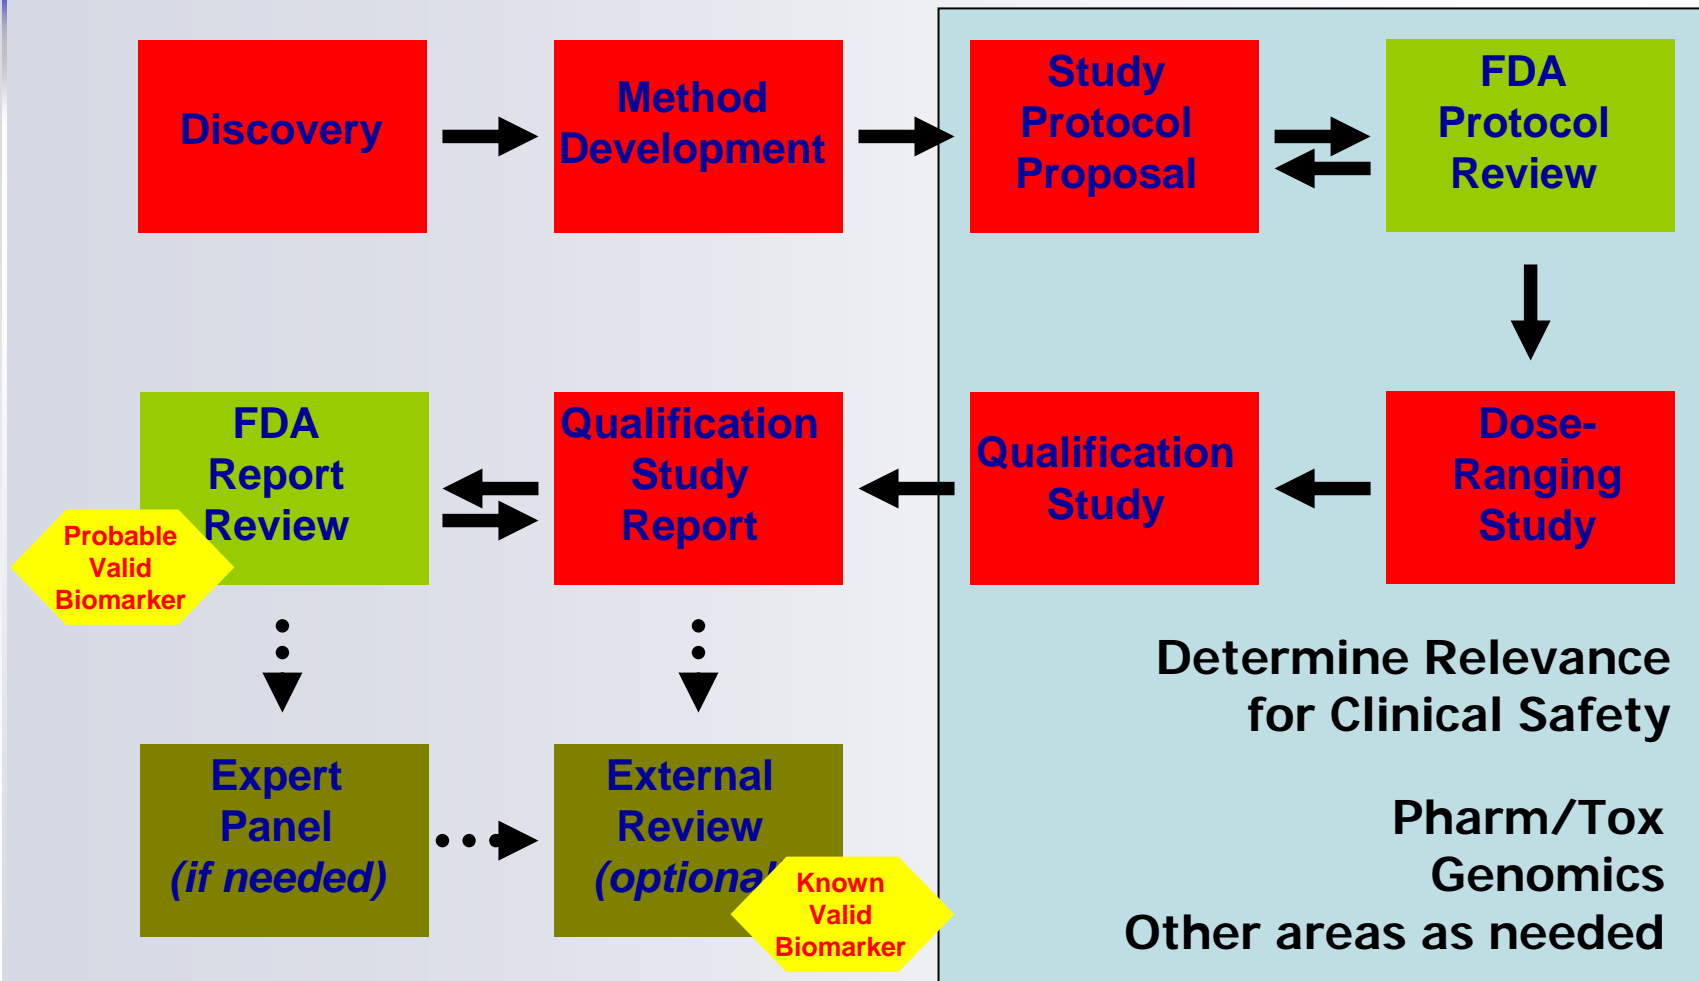 Discovery
Method
Development
Study
Protocol
Proposal
FDA
Protocol
Review
FDA
Report
Review
Probable
Valid
Biomarker
Qualification
Study
Report
Qualification
Study
Dose-
Ranging
Study
Determine Relevance
for Clinical Safety
Expert
Panel
(if needed)
External
Review
(optional)
Known
Valid
Biomarker
Pharm/Tox
Genomics
Other areas as needed